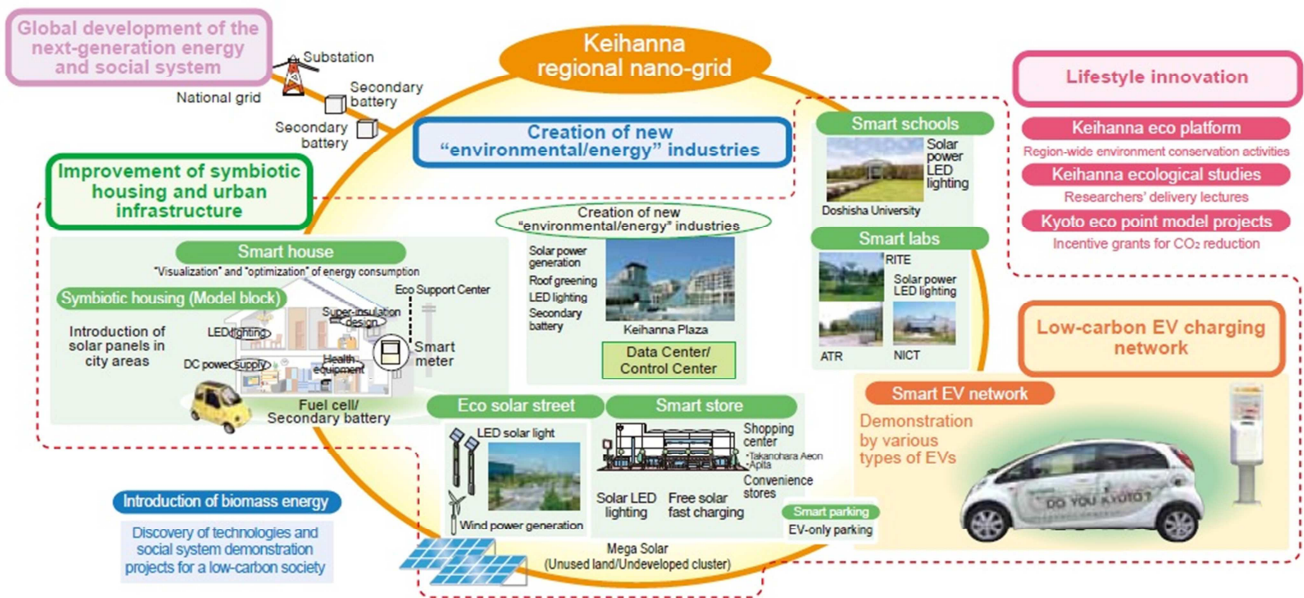 Global development of the
next-generation energy
and social system
Substation
National grid
Secondary
battery
Secondary
battery
Keihanna
regional nano-grid
Creation of new
“environmental/energy” industries
Lifestyle innovation
Keihanna eco platform
Region-wide environment conservation activities
Keihanna ecological studies
Researchers' delivery lectures
Kyoto eco point model projects
Incentive grants for CO₂ reduction
Improvement of symbiotic
housing and urban
infrastructure
Smart house
“Visualization” and “optimization” of energy consumption
Symbiotic housing (Model block)
Eco Support Center
Introduction of
solar panels in
city areas
LED lighting
Super-insulation
design
Smart
meter
DC power supply
Health
equipment
Fuel cell/
Secondary battery
Creation of new
“environmental/energy” industries
Solar power
generation
Roof greening
LED lighting
Secondary
battery
Keihanna Plaza
Data Center/
Control Center
Smart schools
Solar
power
LED
lighting
Doshisha University
Smart labs
RITE
Solar power
LED lighting
ATR
NICT
Low-carbon EV charging
network
Smart EV network
Demonstration
by various
types of EVs
DO YOU KYOTO?
Eco solar street
LED solar light
Wind power generation
Smart store
Shopping
center
・Takanohara Aeon
・Apita
Convenience
stores
Solar LED
lighting
Free solar
fast charging
Smart parking
EV-only parking
Introduction of biomass energy
Discovery of technologies and
social system demonstration
projects for a low-carbon society
Mega Solar
(Unused land/Undeveloped cluster)